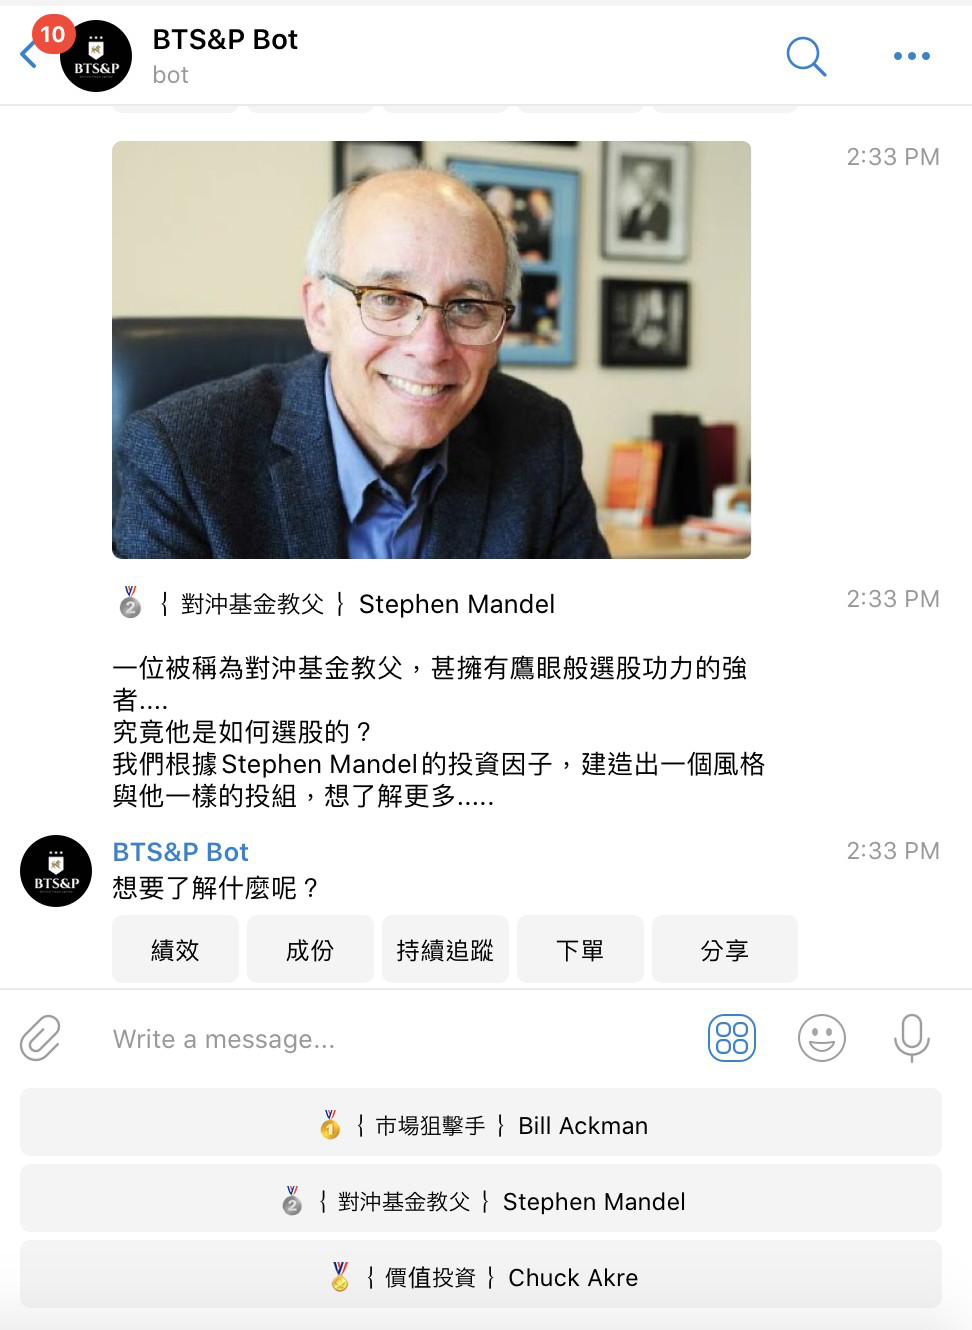 10
BTS&P
BTS&P Bot
bot
2:33 PM
🥈 ｛ 對沖基金教父 ｝ Stephen Mandel
2:33 PM
一位被稱為對沖基金教父，甚擁有鷹眼般選股功力的強
者....
究竟他是如何選股的？
我們根據Stephen Mandel的投資因子，建造出一個風格
與他一樣的投組，想了解更多.....
BTS&P
BTS&P Bot
2:33 PM
想要了解什麼呢？
績效
成份
持續追蹤
下單
分享
Write a message...
🥇 ｛ 市場狙擊手 ｝ Bill Ackman
🥈 ｛ 對沖基金教父 ｝ Stephen Mandel
🏅 ｛ 價值投資 ｝ Chuck Akre